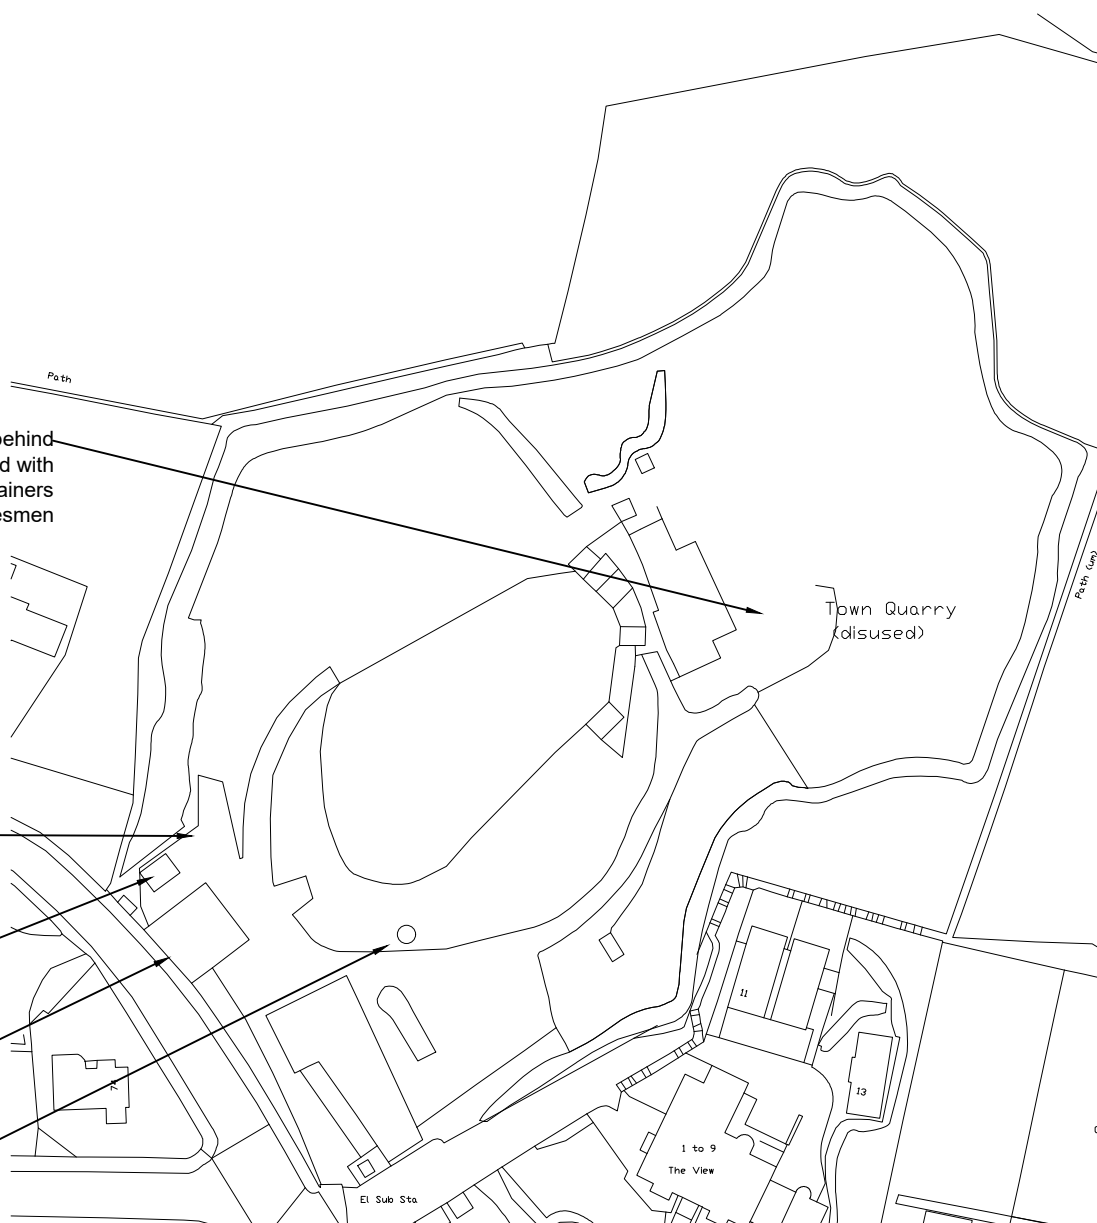 Path
behind
d with
ainers
esmen
Path (um)
Town Quarry
(disused)
11
13
74
1 to 9
The View
El Sub Sta